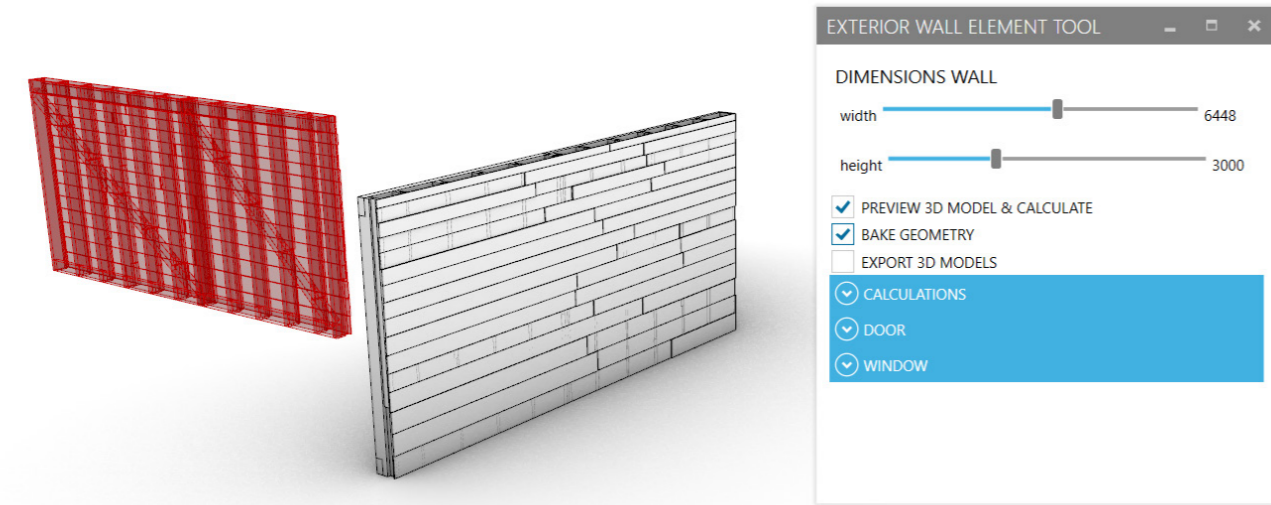 EXTERIOR WALL ELEMENT TOOL
DIMENSIONS WALL
width 6448
height 3000
PREVIEW 3D MODEL & CALCULATE
BAKE GEOMETRY
EXPORT 3D MODELS
CALCULATIONS
DOOR
WINDOW